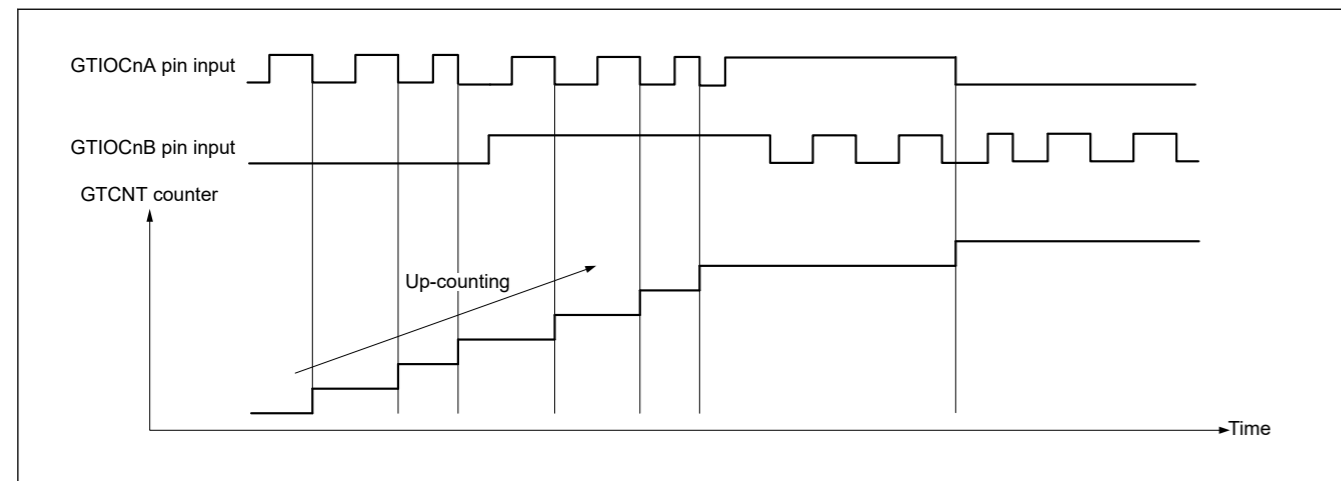 GTIOCnA pin input
GTIOCnB pin input
GTCNT counter
Up-counting
Time